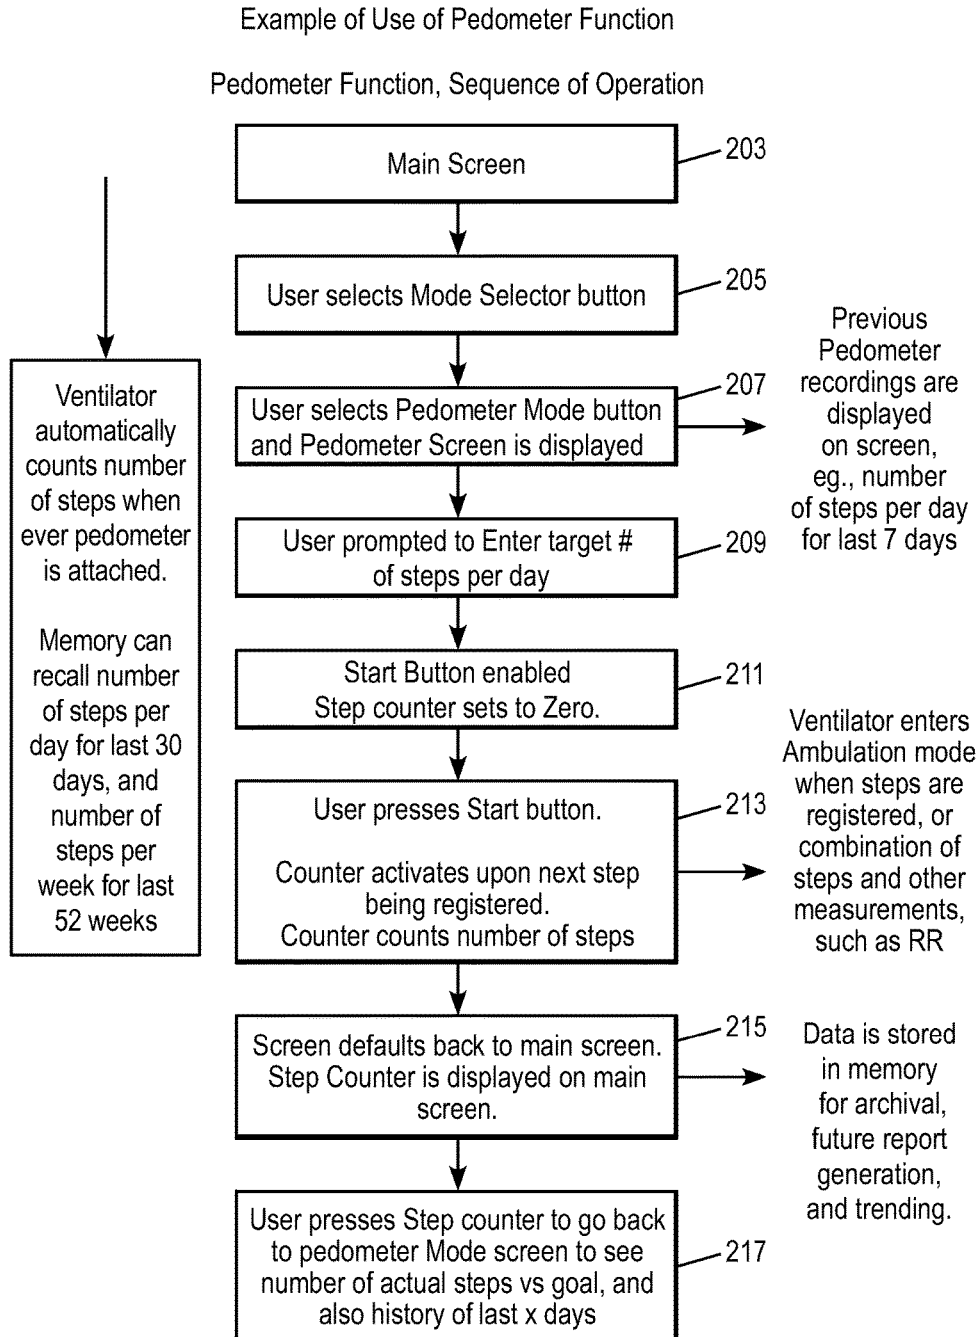 Example of Use of Pedometer Function
Pedometer Function, Sequence of Operation
Main Screen
203
User selects Mode Selector button
205
User selects Pedometer Mode button
and Pedometer Screen is displayed
207
Previous
Pedometer
recordings are
displayed
on screen,
eg., number
of steps per day
for last 7 days
Ventilator
automatically
counts number
of steps when
ever pedometer
is attached.
Memory can
recall number
of steps per
day for last 30
days, and
number of
steps per
week for last
52 weeks
User prompted to Enter target #
of steps per day
209
Start Button enabled
Step counter sets to Zero.
211
User presses Start button.
Counter activates upon next step
being registered.
Counter counts number of steps
213
Ventilator enters
Ambulation mode
when steps are
registered, or
combination of
steps and other
measurements,
such as RR
Screen defaults back to main screen.
Step Counter is displayed on main
screen.
215
Data is stored
in memory
for archival,
future report
generation,
and trending.
User presses Step counter to go back
to pedometer Mode screen to see
number of actual steps vs goal, and
also history of last x days
217